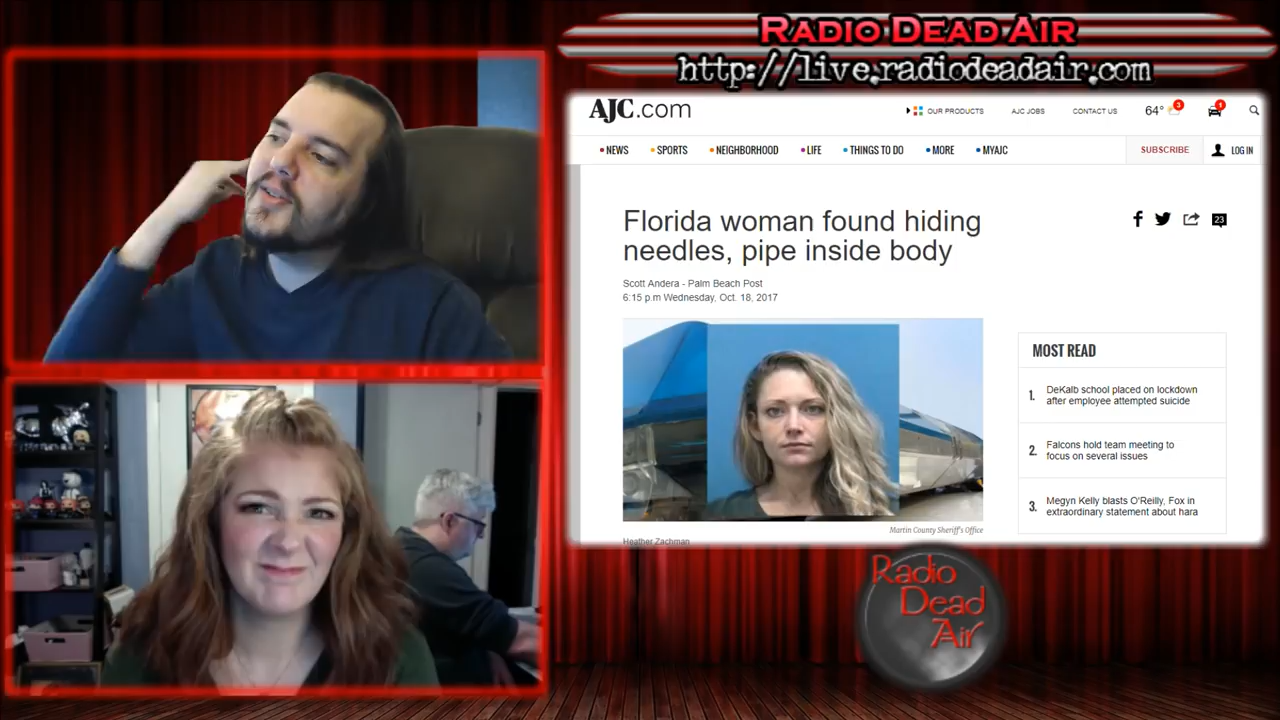 RADIO DEAD AIR
http://live.radiodeadair.com
AJC.com
OUR PRODUCTS
AJC JOBS
CONTACT US
64°
3
1
NEWS
SPORTS
NEIGHBORHOOD
LIFE
THINGS TO DO
MORE
MYAJC
SUBSCRIBE
LOG IN
Florida woman found hiding
needles, pipe inside body
23
Scott Andera - Palm Beach Post
6:15 p.m Wednesday, Oct. 18, 2017
MOST READ
1. DeKalb school placed on lockdown
after employee attempted suicide
2. Falcons hold team meeting to
focus on several issues
3. Megyn Kelly blasts O'Reilly, Fox in
extraordinary statement about hara
Martin County Sheriff's Office
Heather Zachman
Radio
Dead
Air